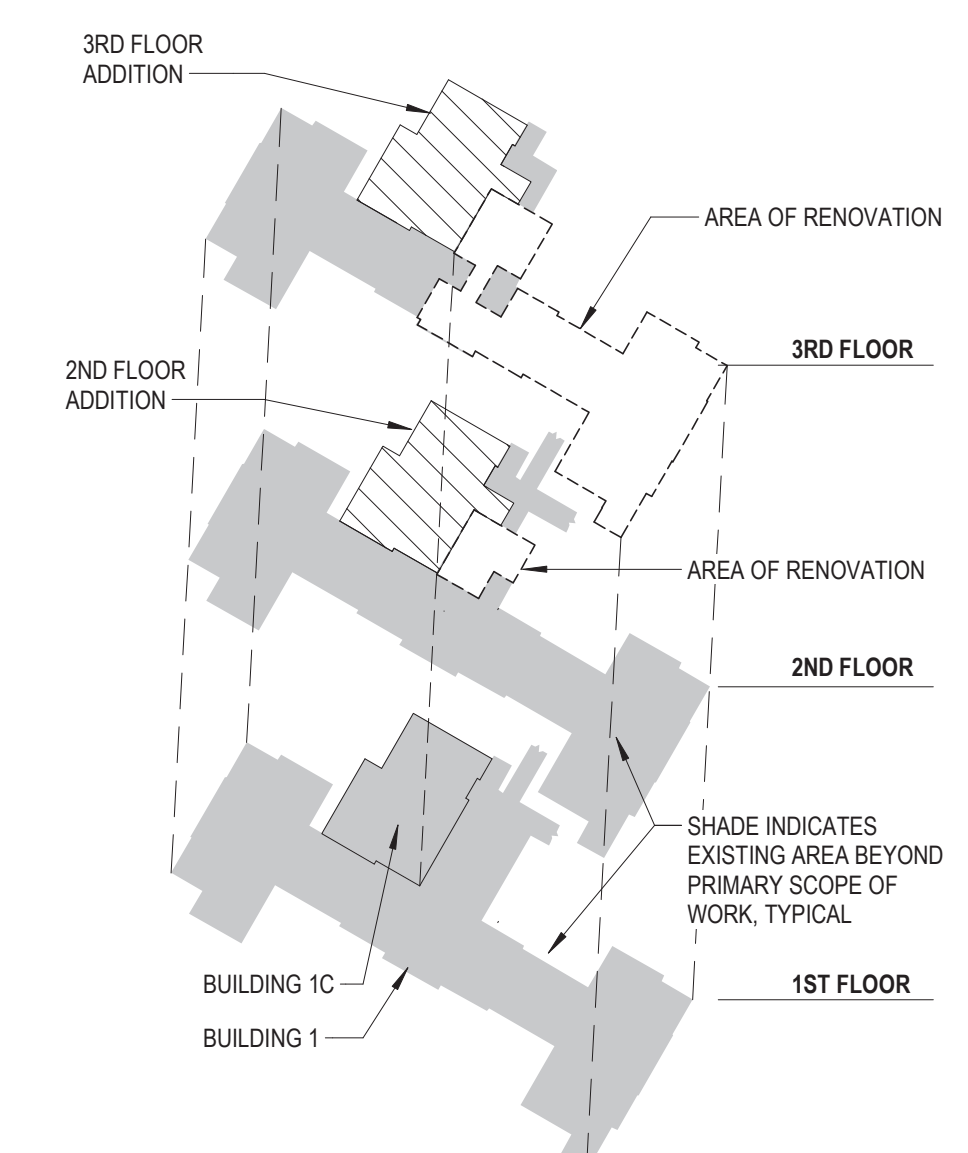 3RD FLOOR
ADDITION
AREA OF RENOVATION
3RD FLOOR
2ND FLOOR
ADDITION
AREA OF RENOVATION
2ND FLOOR
SHADE INDICATES
EXISTING AREA BEYOND
PRIMARY SCOPE OF
WORK, TYPICAL
BUILDING 1C
1ST FLOOR
BUILDING 1